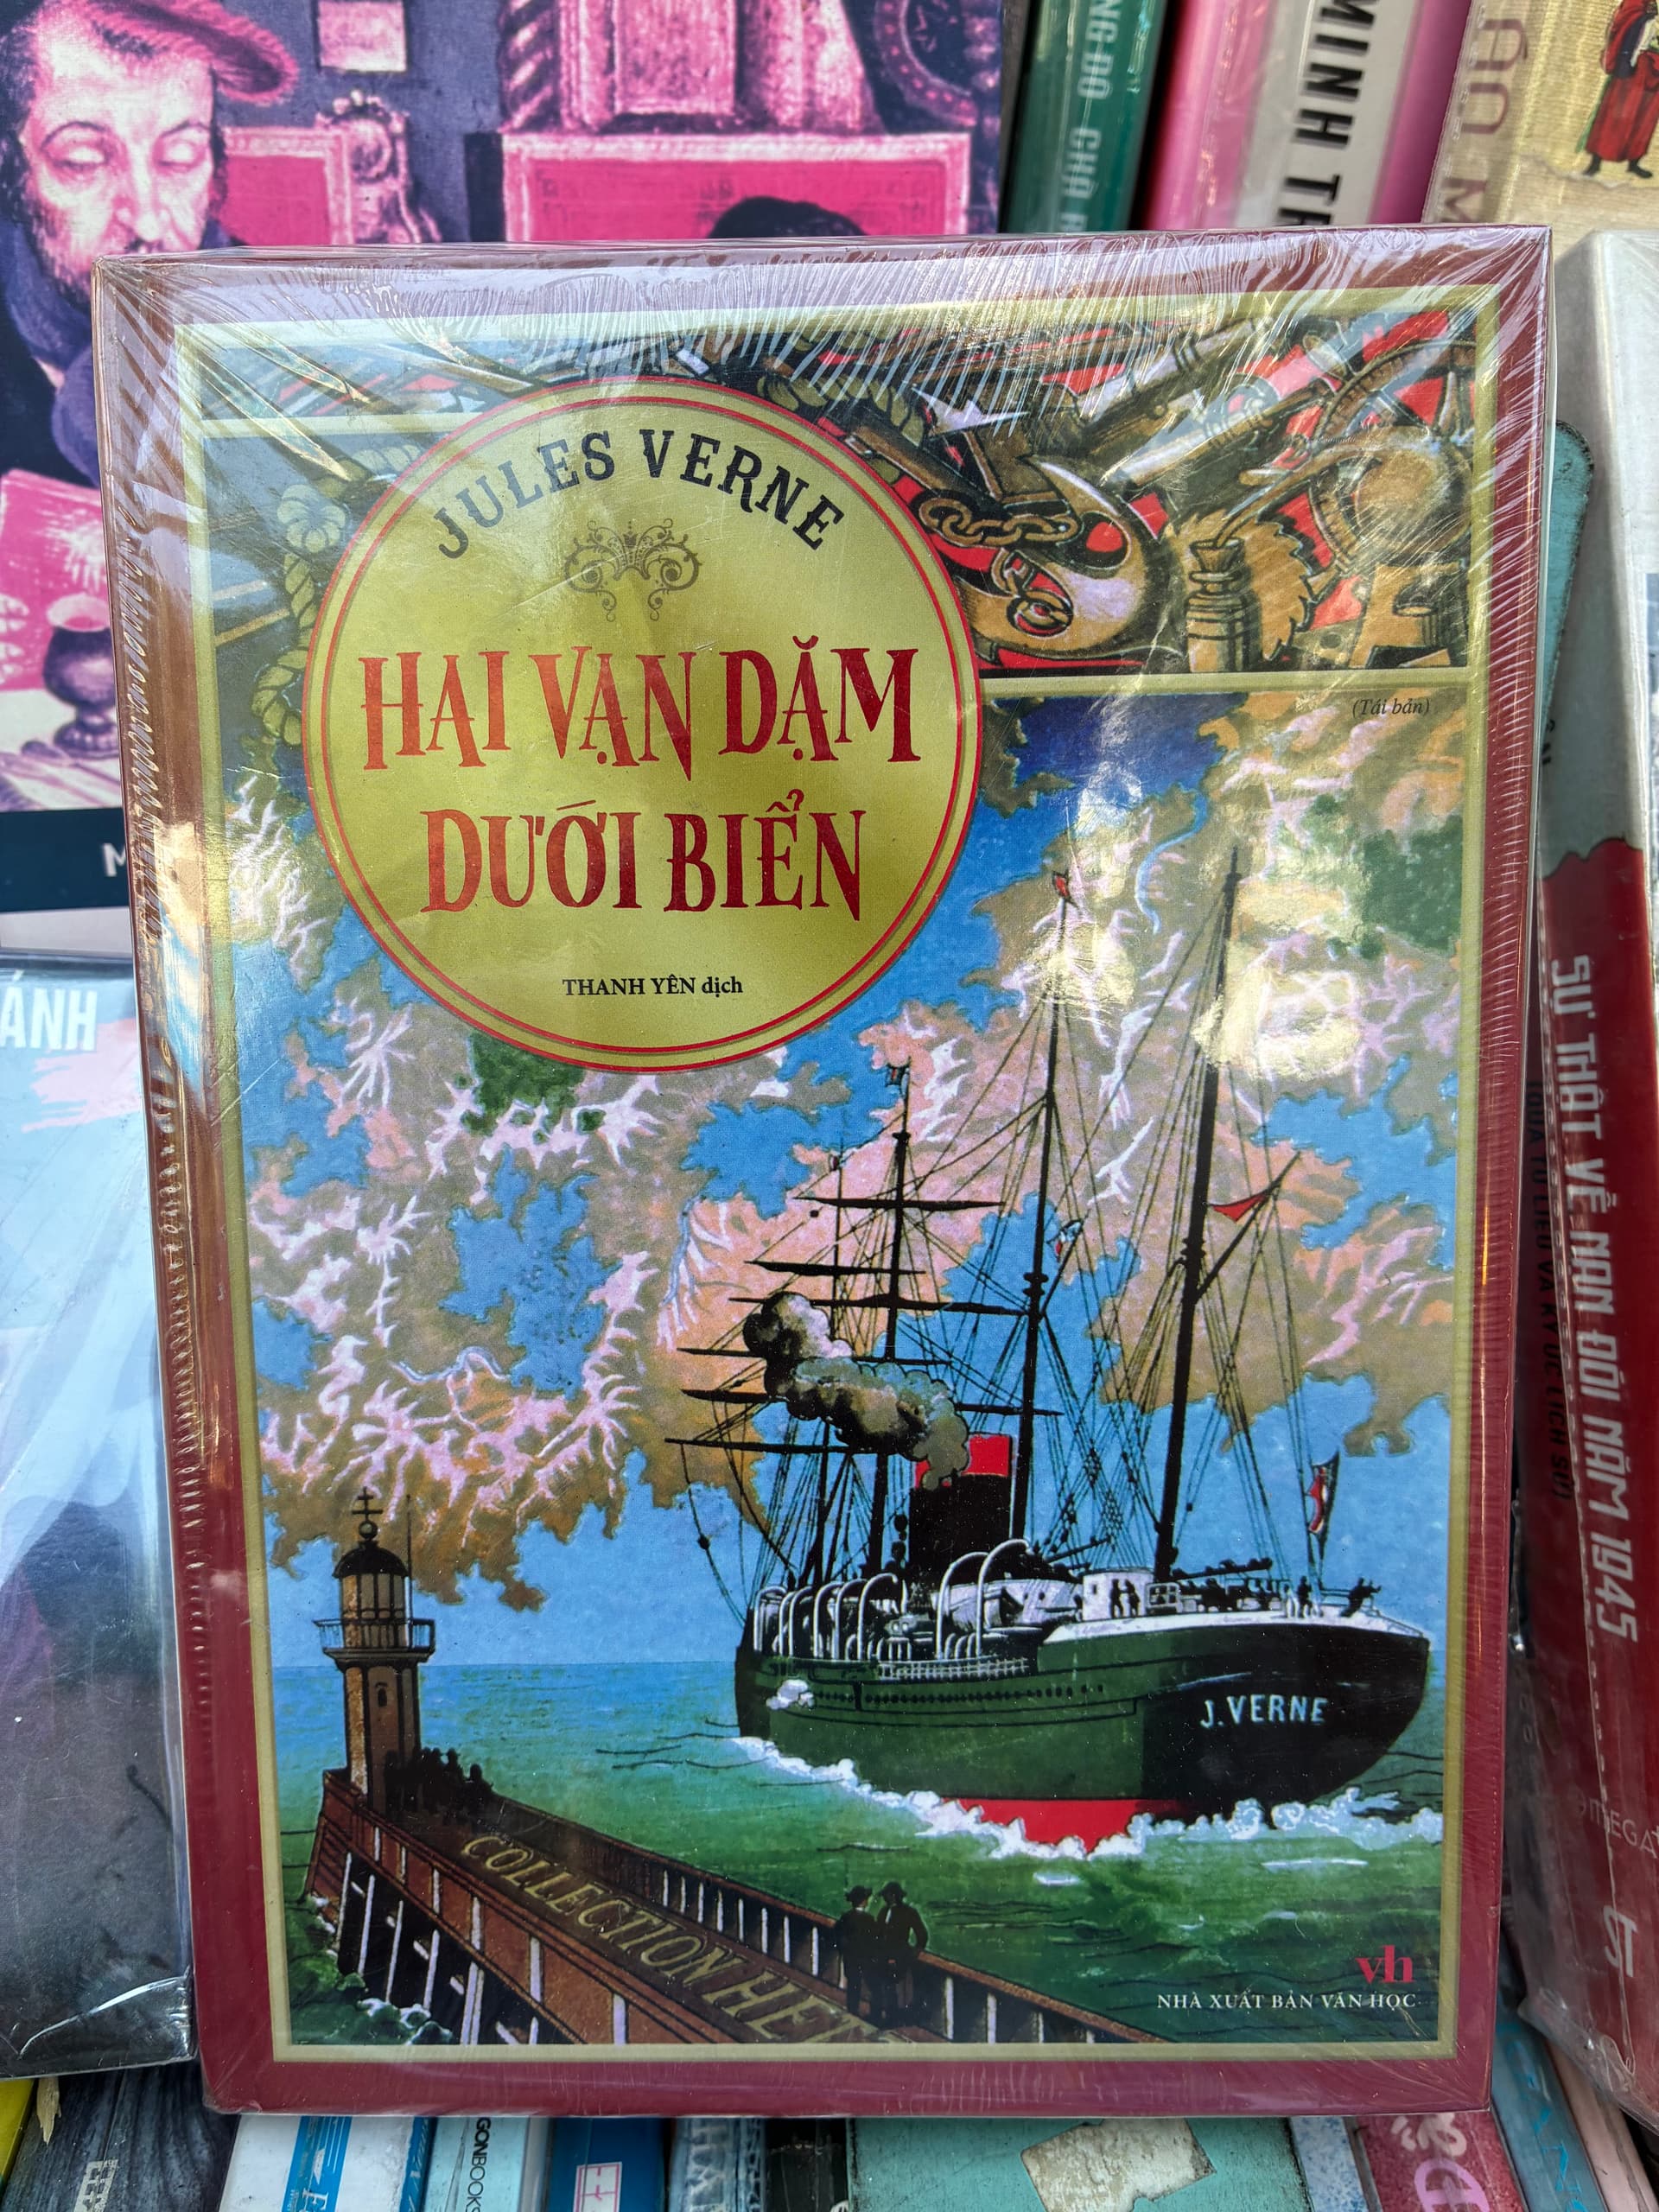 JULES VERNE
HAI VẠN DẶM
DƯỚI BIỂN
THANH YÊN dịch
(Tái bản)
J. VERNE
COLLECTION HET
vh
NHÀ XUẤT BẢN VĂN HỌC
MINH
ÁNH
SỰ THẬT VỀ NẠN ĐÓI NĂM 1945